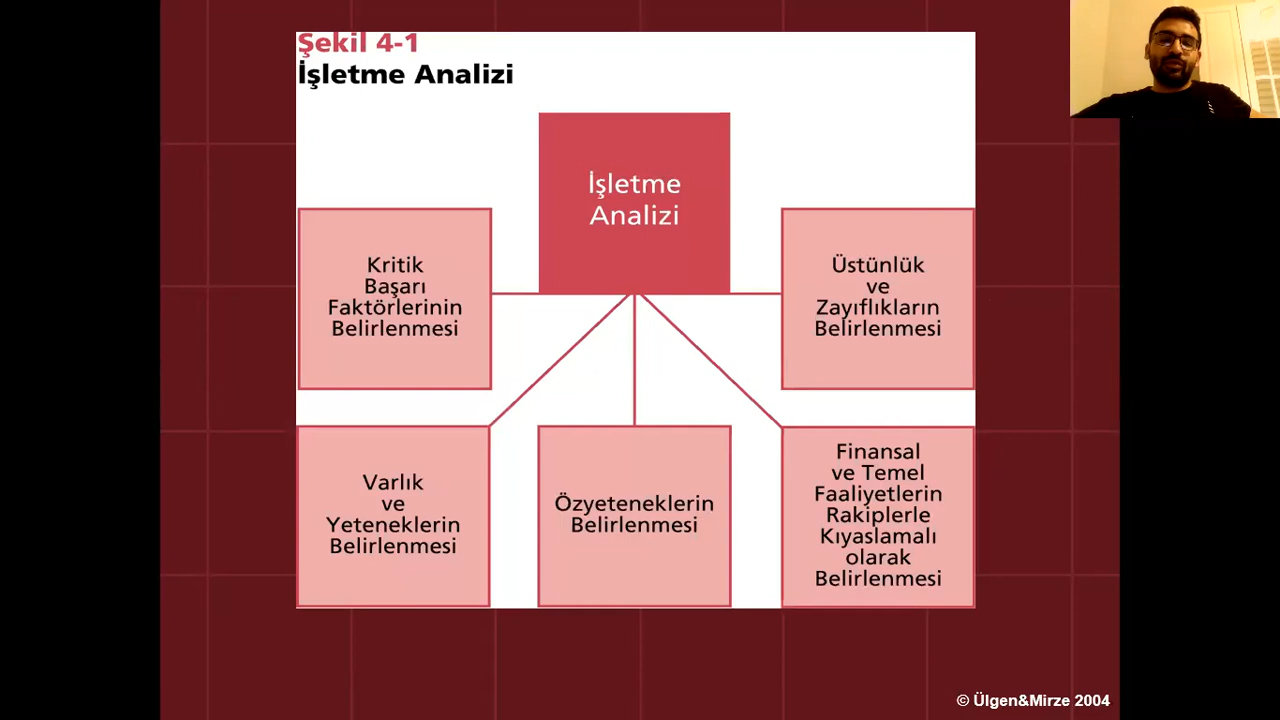 Şekil 4-1
İşletme Analizi
İşletme
Analizi
Kritik
Başarı
Faktörlerinin
Belirlenmesi
Üstünlük
ve
Zayıflıkların
Belirlenmesi
Varlık
ve
Yeteneklerin
Belirlenmesi
Özyeteneklerin
Belirlenmesi
Finansal
ve Temel
Faaliyetlerin
Rakiplerle
Kıyaslamalı
olarak
Belirlenmesi
© Ülgen&Mirze 2004